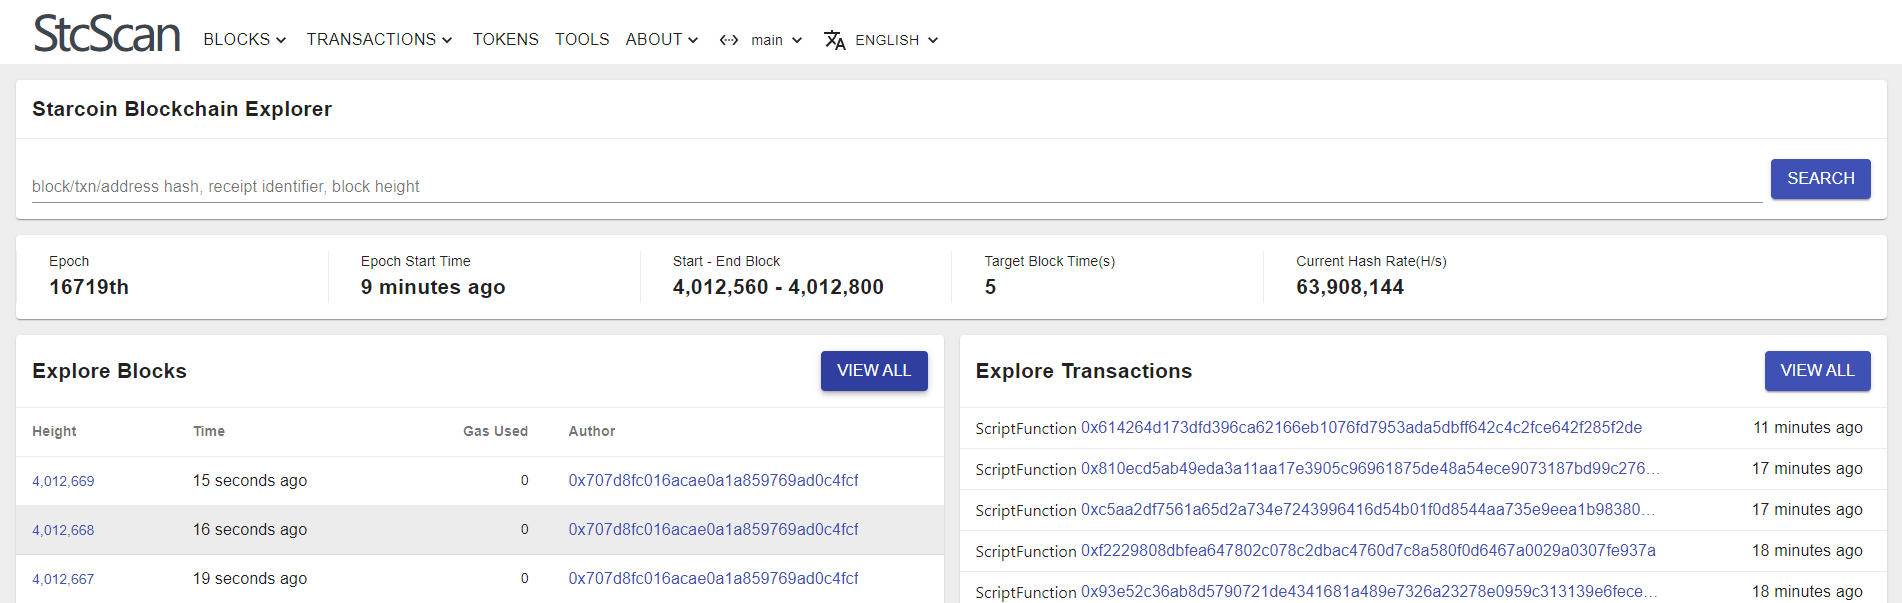 StcScan BLOCKS TRANSACTIONS TOKENS TOOLS ABOUT main ENGLISH
Starcoin Blockchain Explorer
block/txn/address hash, receipt identifier, block height
SEARCH
Epoch
16719th
Epoch Start Time
9 minutes ago
Start - End Block
4,012,560 - 4,012,800
Target Block Time(s)
5
Current Hash Rate(H/s)
63,908,144
Explore Blocks VIEW ALL
Height Time Gas Used Author
4,012,669 15 seconds ago 0 0x707d8fc016acae0a1a859769ad0c4fcf
4,012,668 16 seconds ago 0 0x707d8fc016acae0a1a859769ad0c4fcf
4,012,667 19 seconds ago 0 0x707d8fc016acae0a1a859769ad0c4fcf
Explore Transactions VIEW ALL
ScriptFunction 0x614264d173dfd396ca62166eb1076fd7953ada5dbff642c4c2fce642f285f2de 11 minutes ago
ScriptFunction 0x810ecd5ab49eda3a11aa17e3905c96961875de48a54ece9073187bd99c276... 17 minutes ago
ScriptFunction 0xc5aa2df7561a65d2a734e7243996416d54b01f0d8544aa735e9eea1b98380... 17 minutes ago
ScriptFunction 0xf2229808dbfea647802c078c2dbac4760d7c8a580f0d6467a0029a0307fe937a 18 minutes ago
ScriptFunction 0x93e52c36ab8d5790721de4341681a489e7326a23278e0959c313139e6fece... 18 minutes ago